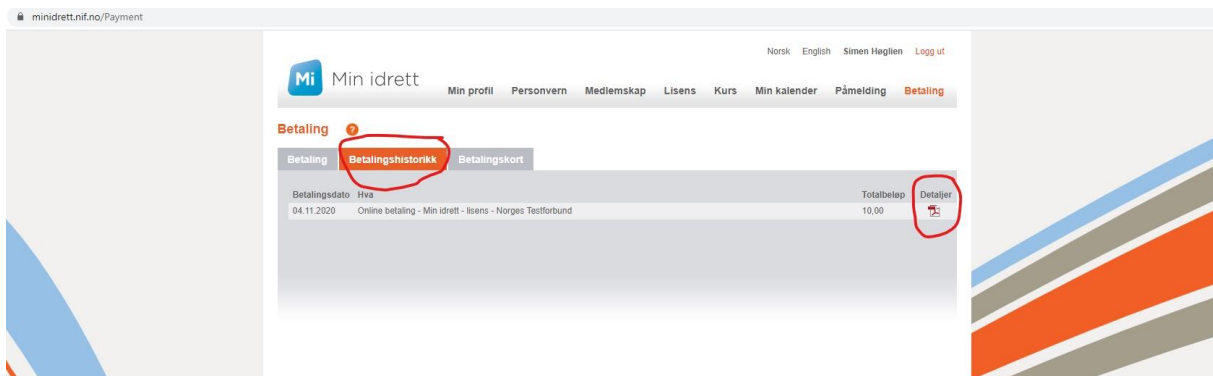 minidrett.nif.no/Payment
Norsk English Simen Høglien Logg ut
Mi Min idrett
Min profil Personvern Medlemskap Lisens Kurs Min kalender Påmelding Betaling
Betaling ?
Betaling Betalingshistorikk Betalingskort
Betalingsdato Hva Totalbeløp Detaljer
04.11.2020 Online betaling - Min idrett - lisens - Norges Testforbund 10,00